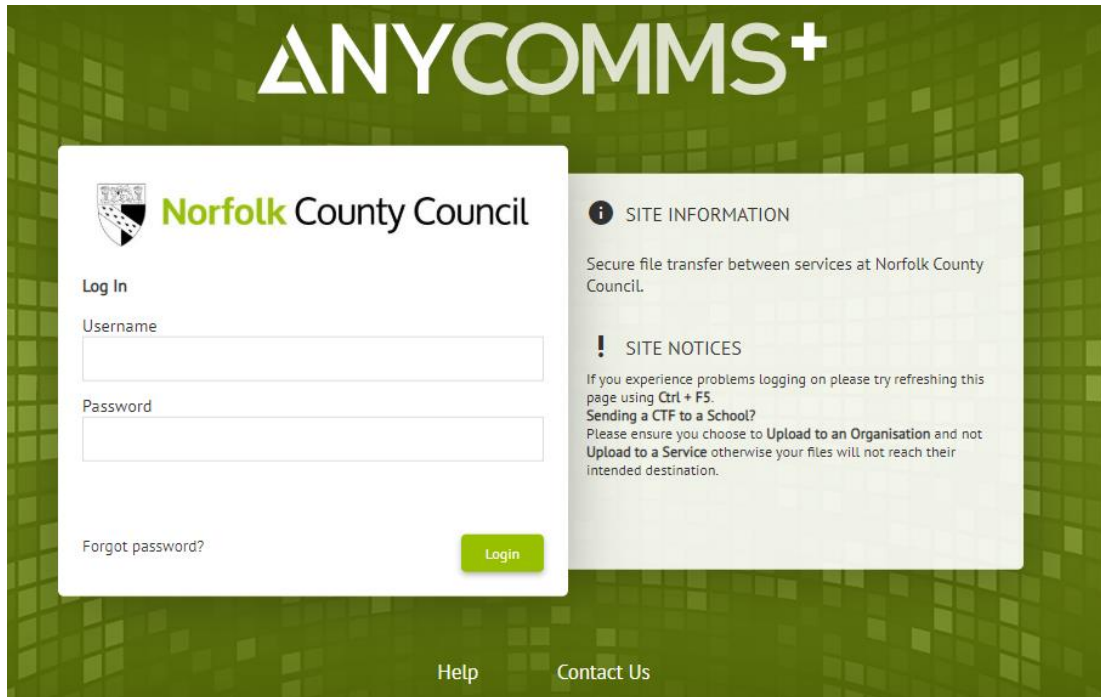 ANYCOMMS+
Norfolk County Council
Log In
Username
Password
Forgot password?
Login
SITE INFORMATION
Secure file transfer between services at Norfolk County
Council.
SITE NOTICES
If you experience problems logging on please try refreshing this
page using Ctrl + F5.
Sending a CTF to a School?
Please ensure you choose to Upload to an Organisation and not
Upload to a Service otherwise your files will not reach their
intended destination.
Help
Contact Us